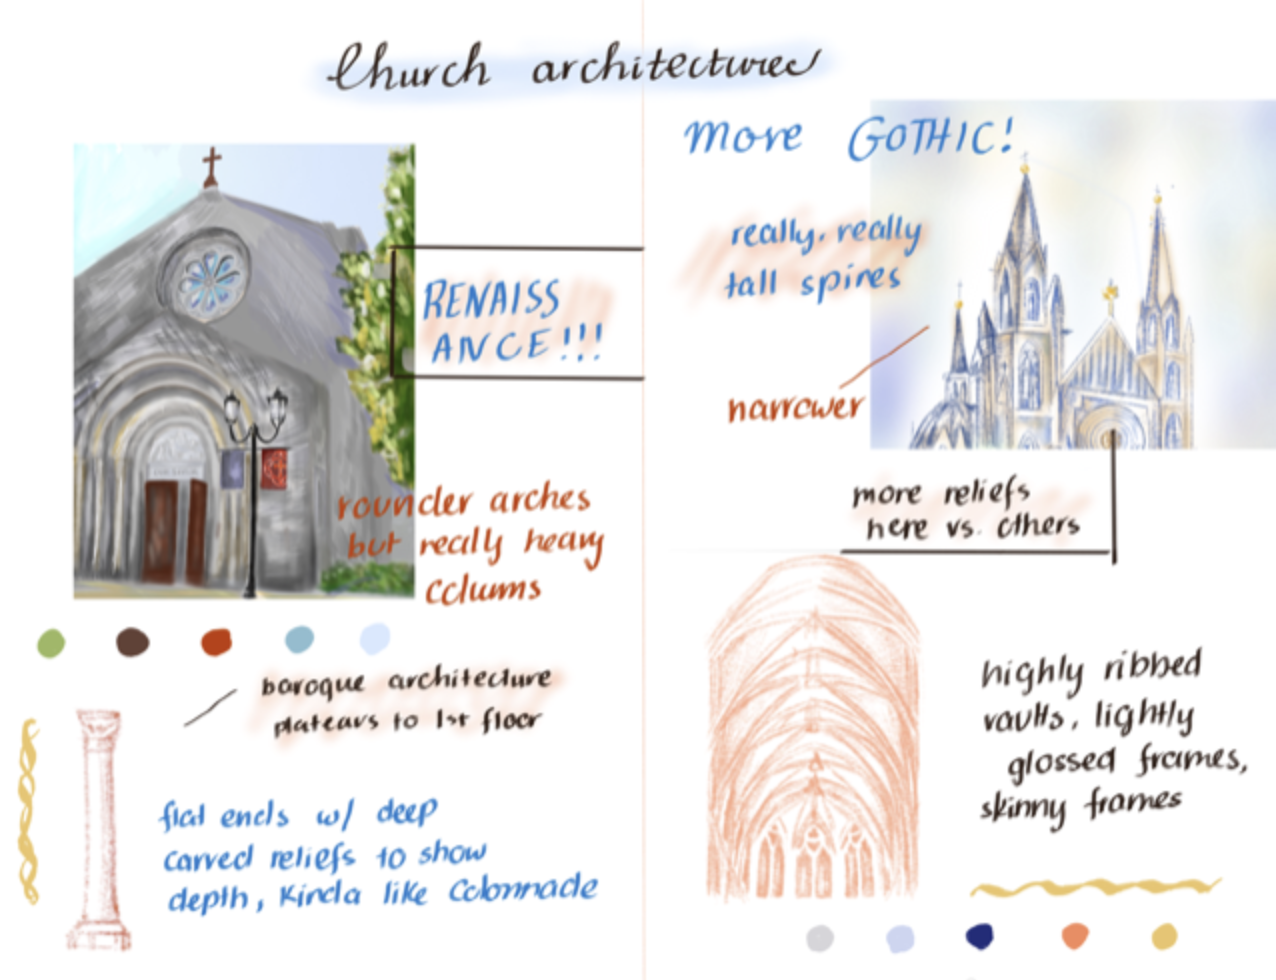 Church architecture
RENAISS
ANCE!!!
rounder arches
but really heavy
colums
baroque architecture
to 1st floor
flat ends w/ deep
carved reliefs to show
depth, kinda like Colonnade
more GOTHIC!
really, really
tall spires
narrower
more reliefs
here vs. others
highly ribbed
vaults, lightly
glossed frames,
skinny frames